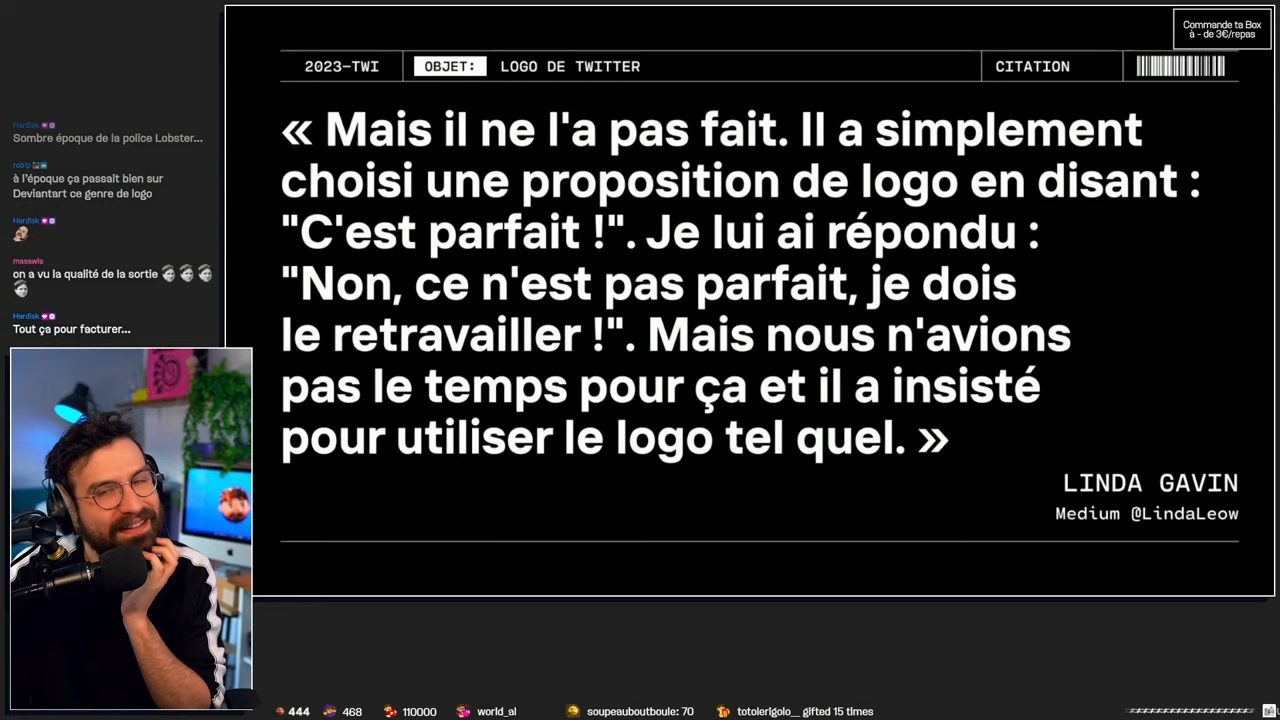 Commande ta Box
à - de 3€/repas
2023-TWI
OBJET:
LOGO DE TWITTER
CITATION
« Mais il ne l'a pas fait. Il a simplement
choisi une proposition de logo en disant :
"C'est parfait !". Je lui ai répondu :
"Non, ce n'est pas parfait, je dois
le retravailler !". Mais nous n'avions
pas le temps pour ça et il a insisté
pour utiliser le logo tel quel. »
LINDA GAVIN
Medium @LindaLeow
Hardisk
Sombre époque de la police Lobster...
à l'époque ça passait bien sur
Deviantart ce genre de logo
Hardisk
on a vu la qualité de la sortie
Hardisk
Tout ça pour facturer...
444
468
110000
world_al
soupeauboutboule: 70
totolerigolo__ gifted 15 times